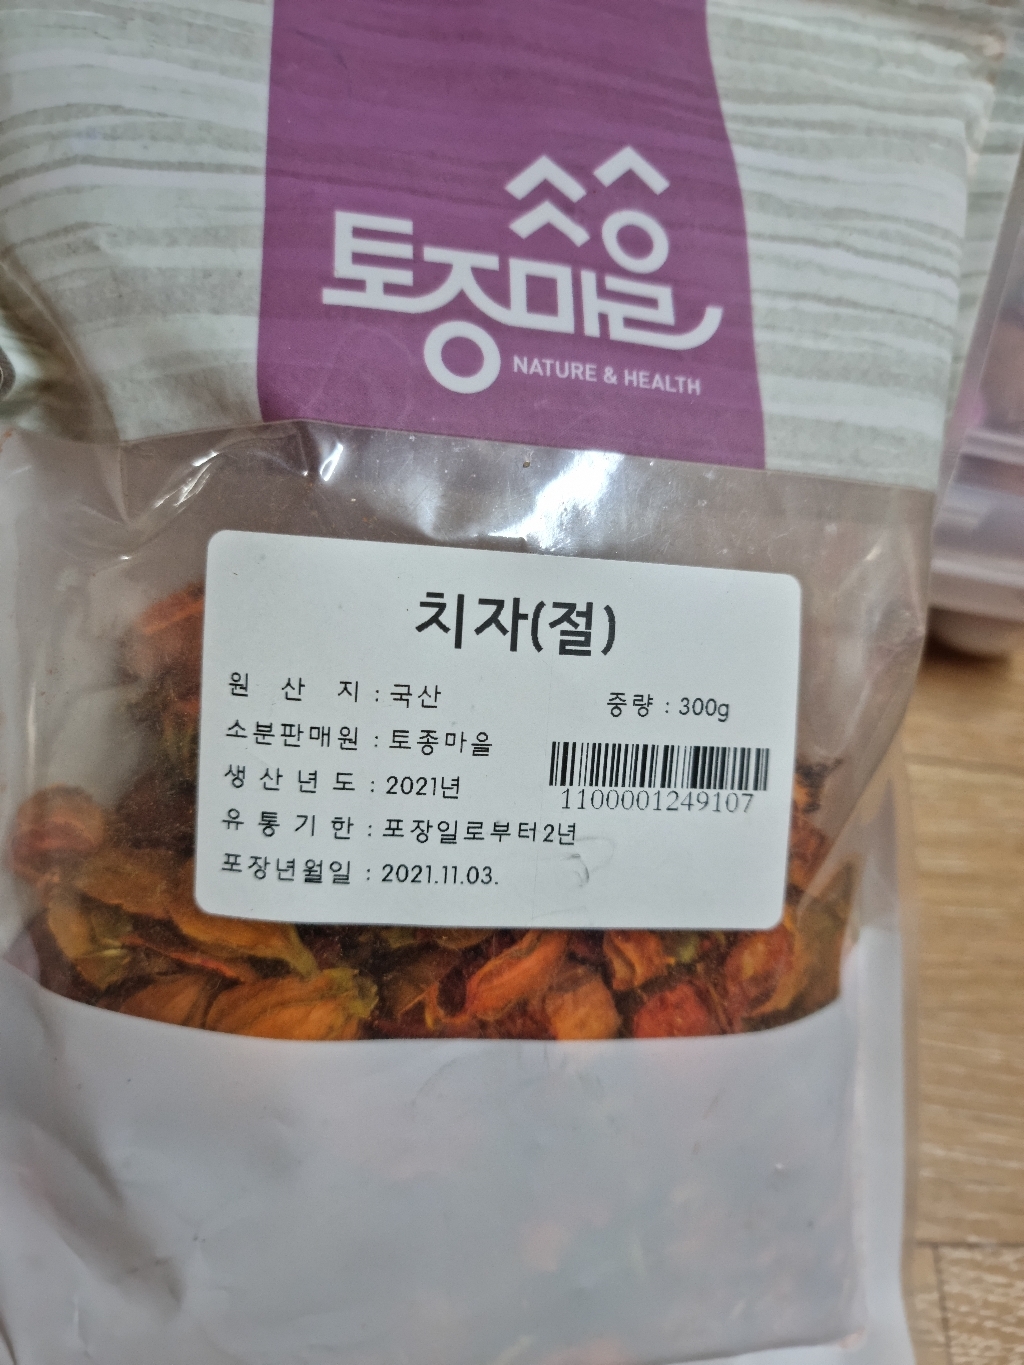 토종마을
NATURE & HEALTH
치자(절)
원 산 지 : 국산
중량 : 300g
소분판매원 : 토종마을
생 산 년 도 : 2021년
1100001249107
유 통 기 한 : 포장일로부터2년
포장년월일 : 2021.11.03.